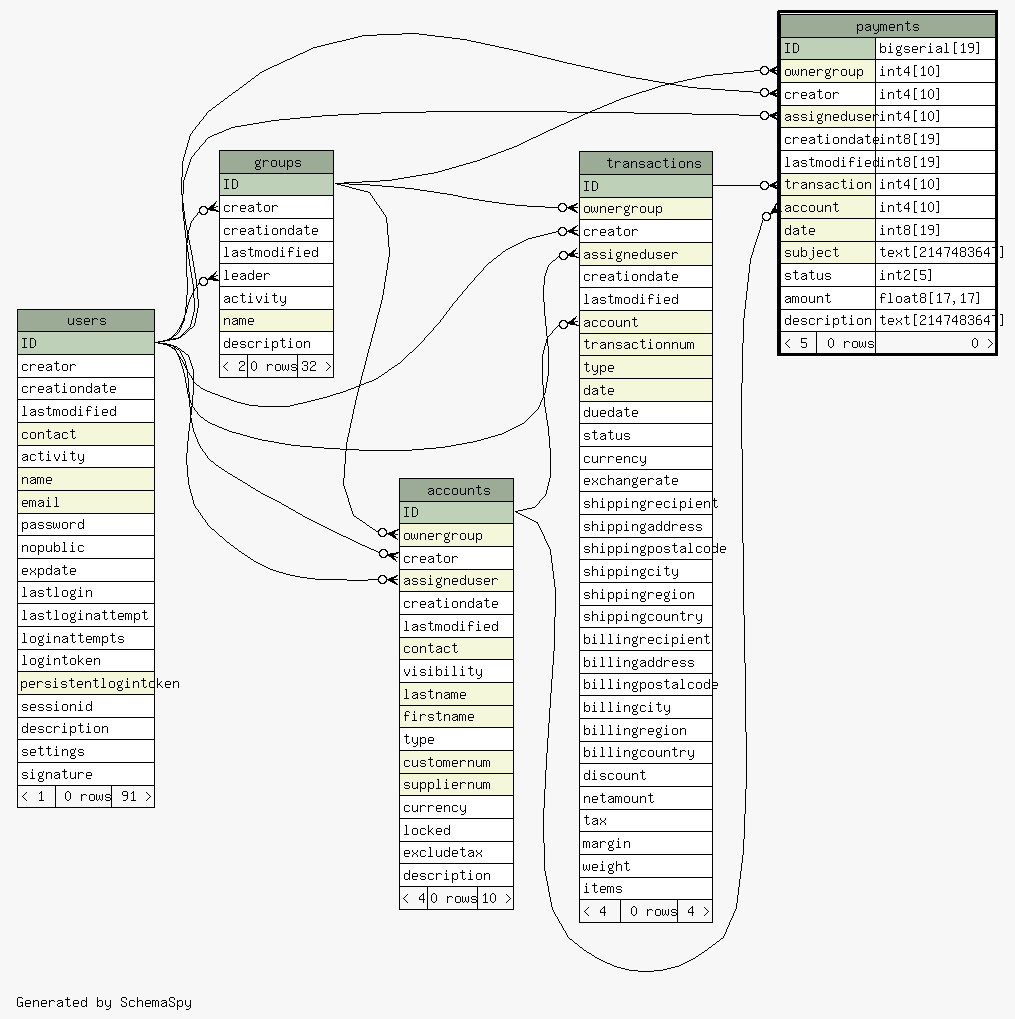 payments
ID bigserial[19]
ownergroup int4[10]
creator int4[10]
assigneduser int4[10]
creationdate int8[19]
lastmodified int8[19]
transaction int4[10]
account int4[10]
date int8[19]
subject text[2147483647]
status int2[5]
amount float8[17,17]
description text[2147483647]
< 5 0 rows 0 >
groups
ID
creator
creationdate
lastmodified
leader
activity
name
description
< 2 0 rows 32 >
transactions
ID
ownergroup
creator
assigneduser
creationdate
lastmodified
account
transactionnum
type
date
duedate
status
currency
exchangerate
shippingrecipient
shippingaddress
shippingpostalcode
shippingcity
shippingregion
shippingcountry
billingrecipient
billingaddress
billingpostalcode
billingcity
billingregion
billingcountry
discount
netamount
tax
margin
weight
items
< 4 0 rows 4 >
users
ID
creator
creationdate
lastmodified
contact
activity
name
email
password
nopublic
expdate
lastlogin
lastloginattempt
loginattempts
logintoken
persistentlogintoken
sessionid
description
settings
signature
< 1 0 rows 91 >
accounts
ID
ownergroup
creator
assigneduser
creationdate
lastmodified
contact
visibility
lastname
firstname
type
customernum
suppliernum
currency
locked
excludetax
description
< 4 0 rows 10 >
Generated by SchemaSpy